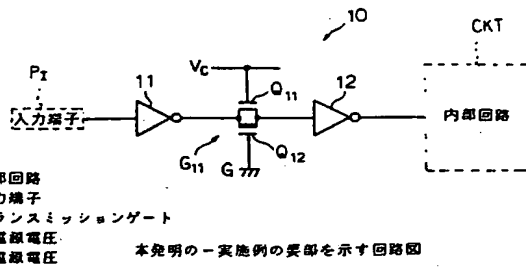 10
CKT
PI
VC
11
Q11
12
入力端子
内部回路
G11
G
Q12
部回路
力端子
ランスミッションゲート
電源電圧
電源電圧
本発明の一実施例の要部を示す回路図